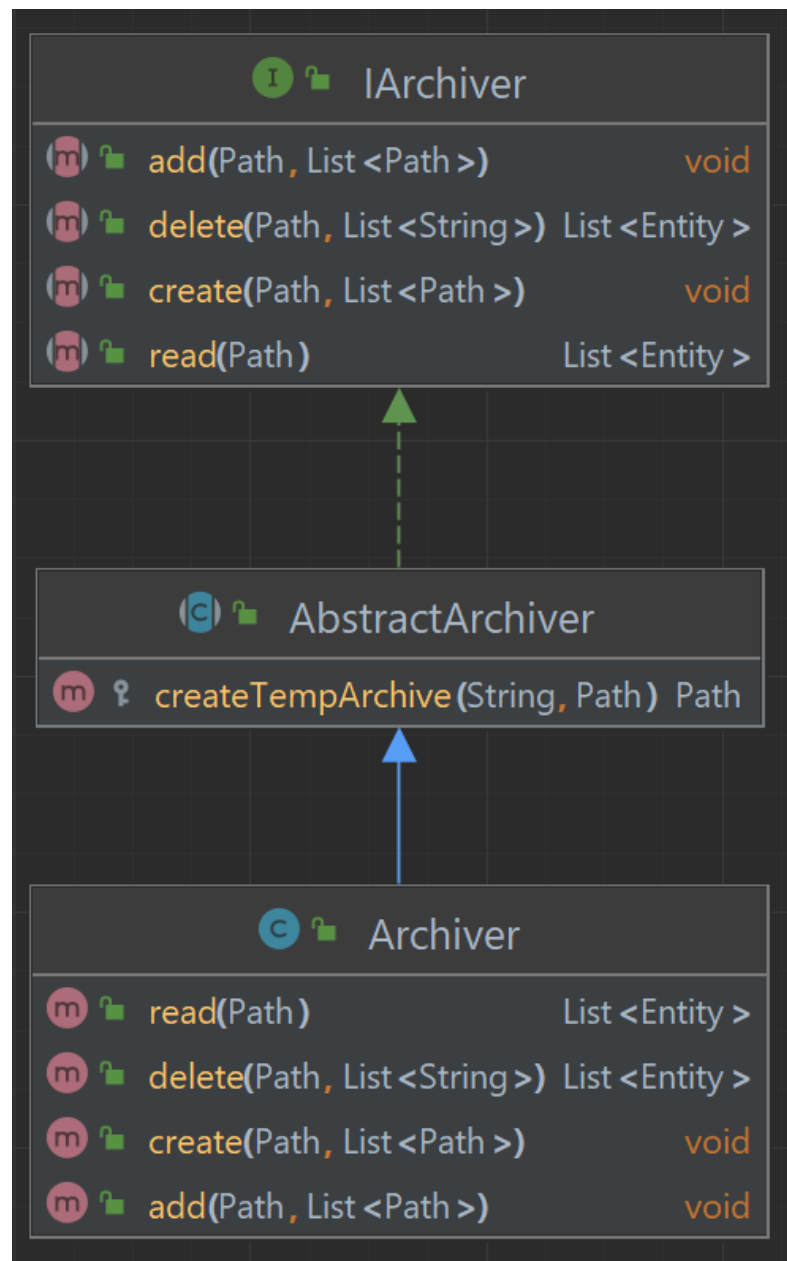 IArchiver
add(Path, List<Path>) void
delete(Path, List<String>) List<Entity>
create(Path, List<Path>) void
read(Path) List<Entity>
AbstractArchiver
createTempArchive(String, Path) Path
Archiver
read(Path) List<Entity>
delete(Path, List<String>) List<Entity>
create(Path, List<Path>) void
add(Path, List<Path>) void